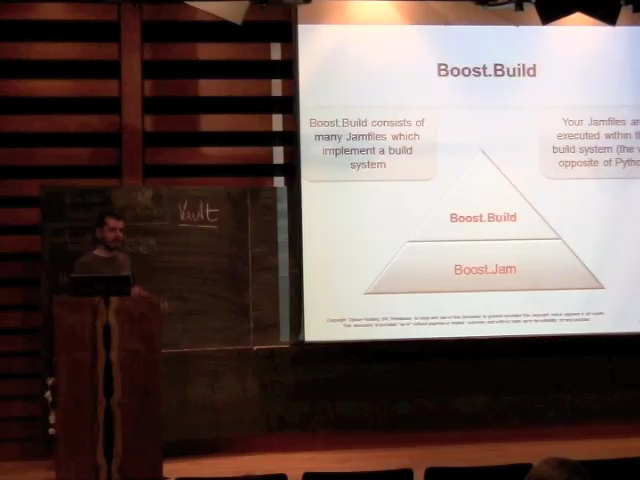 Boost.Build
Boost.Build consists of
many Jamfiles which
implement a build
system
Your Jamfiles are
executed within th
build system (the v
opposite of Pytho
Boost.Build
Boost.Jam
Vault